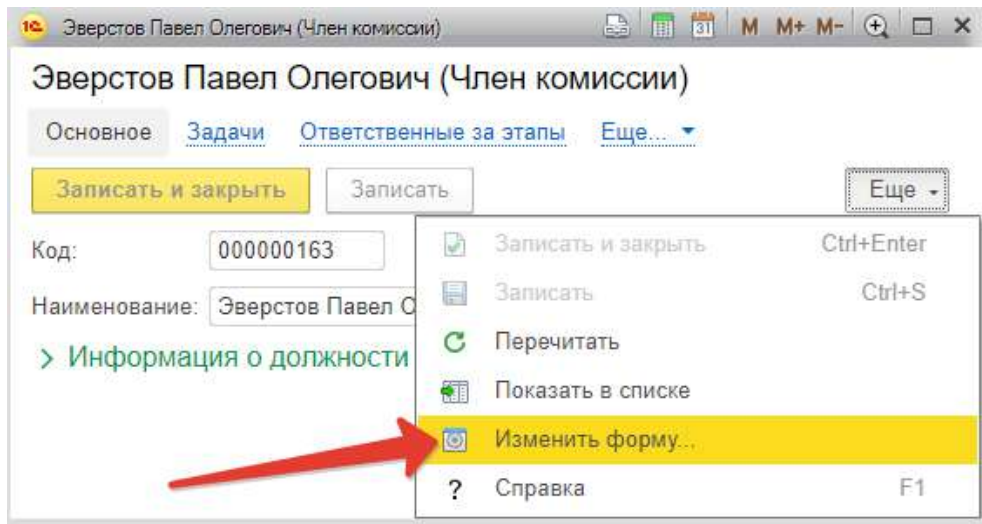 1С Эверстов Павел Олегович (Член комиссии) 31 M M+ M-
Эверстов Павел Олегович (Член комиссии)
Основное Задачи Ответственные за этапы Еще...
Записать и закрыть Записать Еще
Записать и закрыть Ctrl+Enter
Код: 000000163
Записать Ctrl+S
Наименование: Эверстов Павел О
Перечитать
Информация о должности
Показать в списке
Изменить форму...
? Справка F1